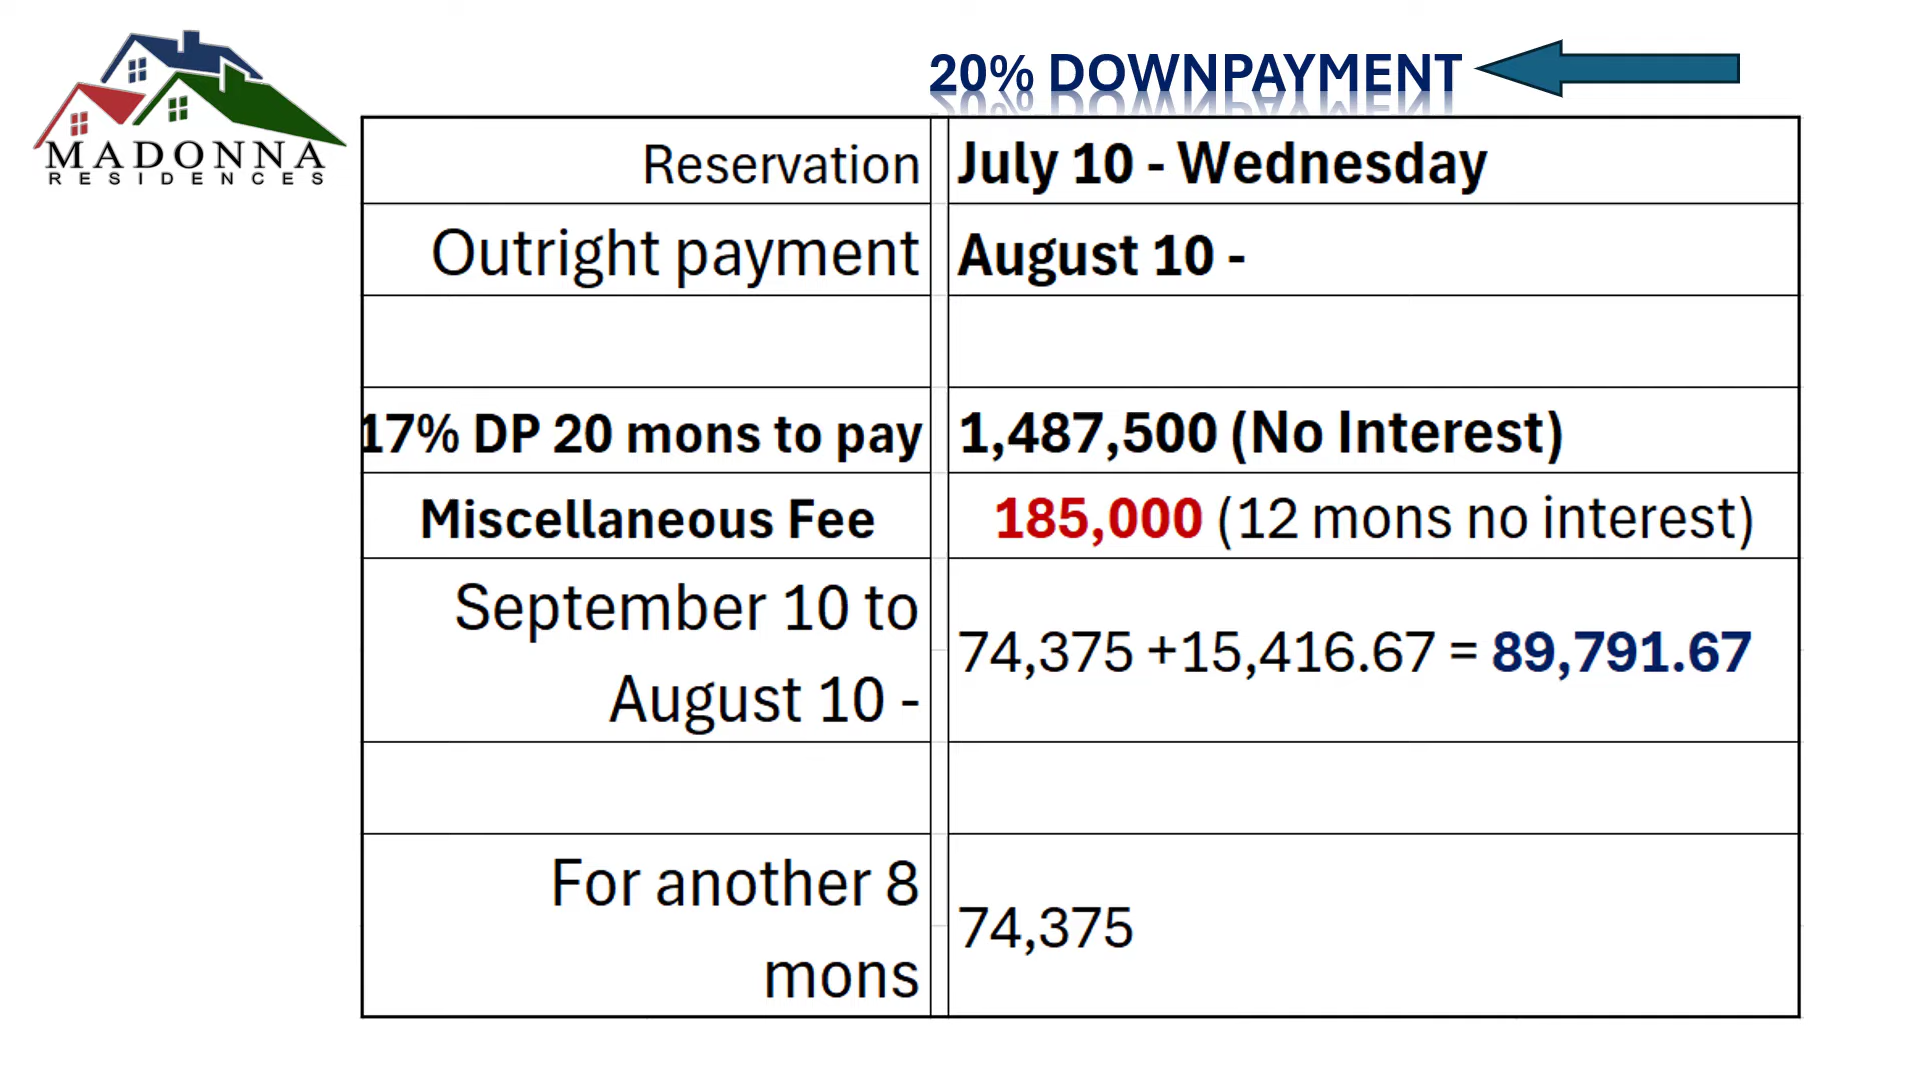 MADONNA
RESIDENCES
20% DOWNPAYMENT
Reservation July 10 - Wednesday
Outright payment August 10 -
17% DP 20 mons to pay 1,487,500 (No Interest)
Miscellaneous Fee 185,000 (12 mons no interest)
September 10 to
August 10 -
74,375 +15,416.67 = 89,791.67
For another 8
mons
74,375